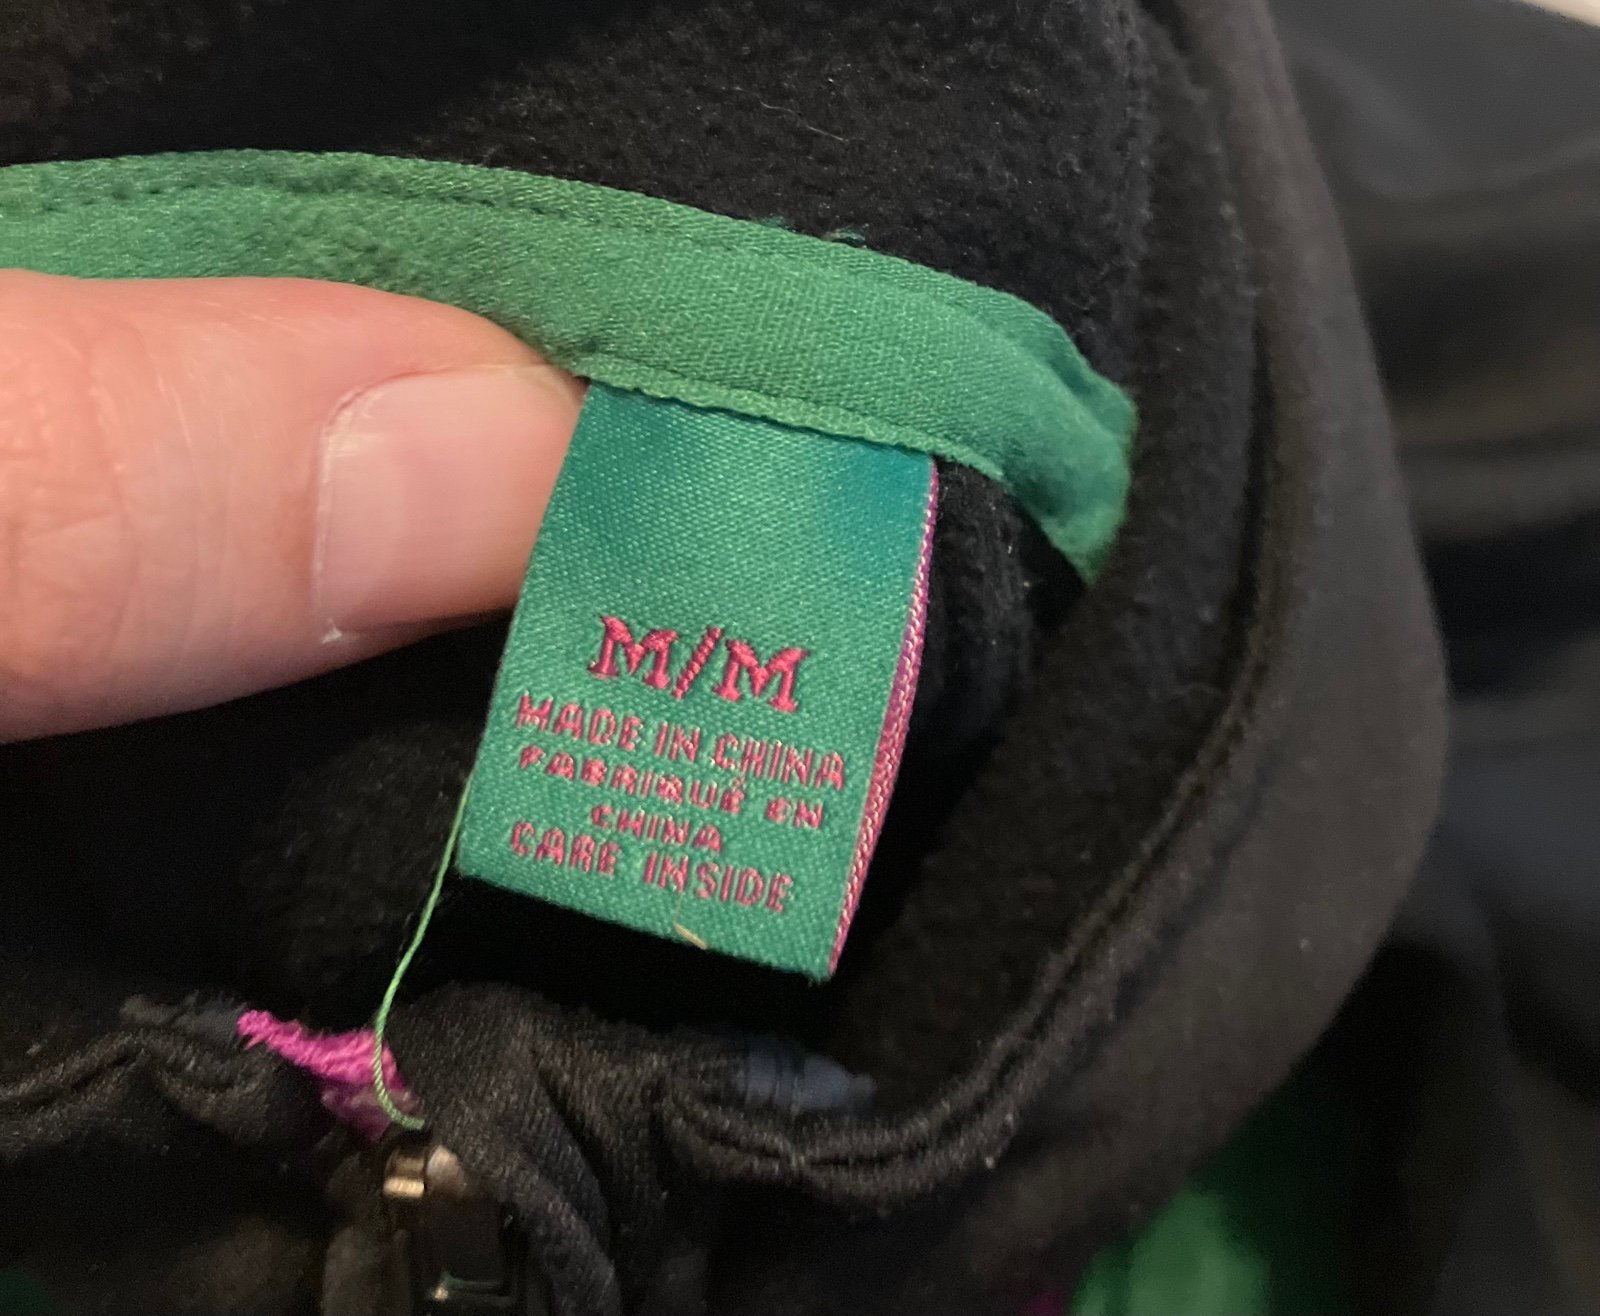 M/M
MADE IN CHINA
FABRIQUÉ EN
CHINA
CARE INSIDE